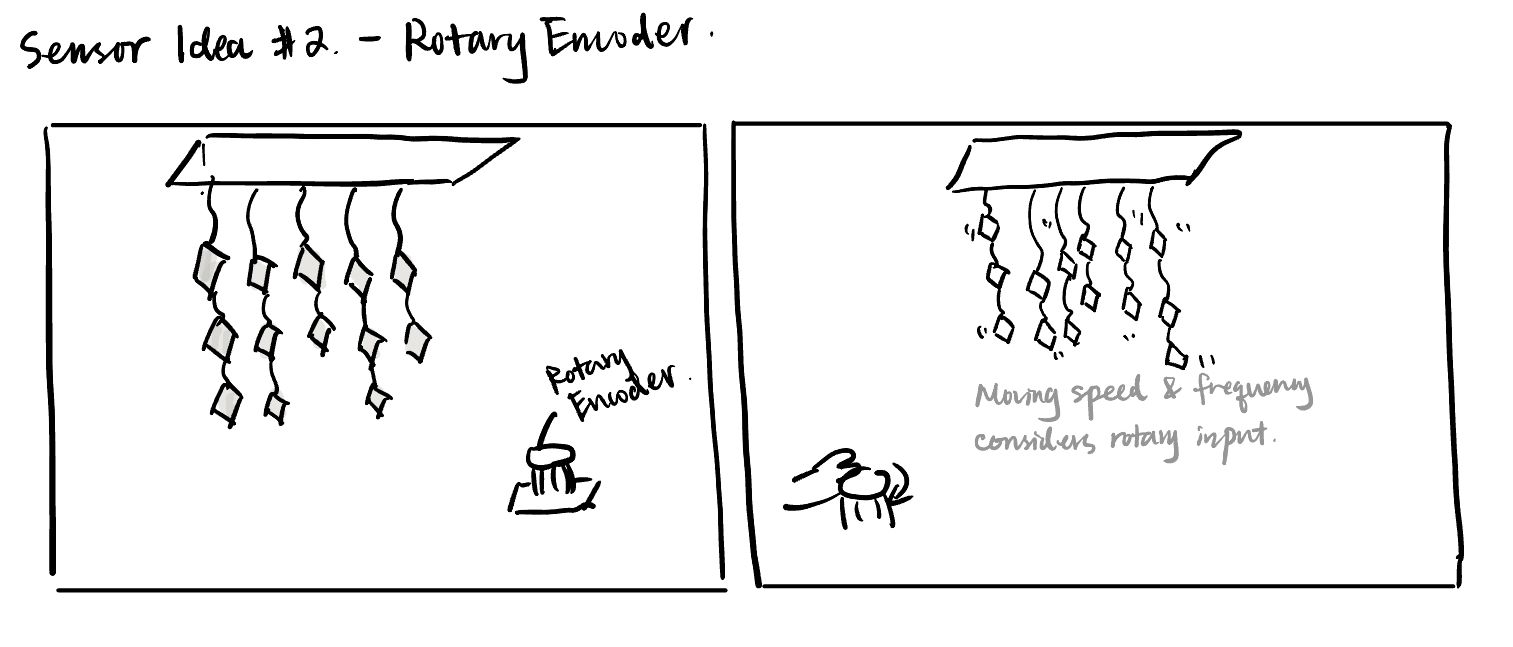 Sensor Idea #2. - Rotary Encoder.
Rotary
Encoder.
Moving speed & frequency
considers rotary input.